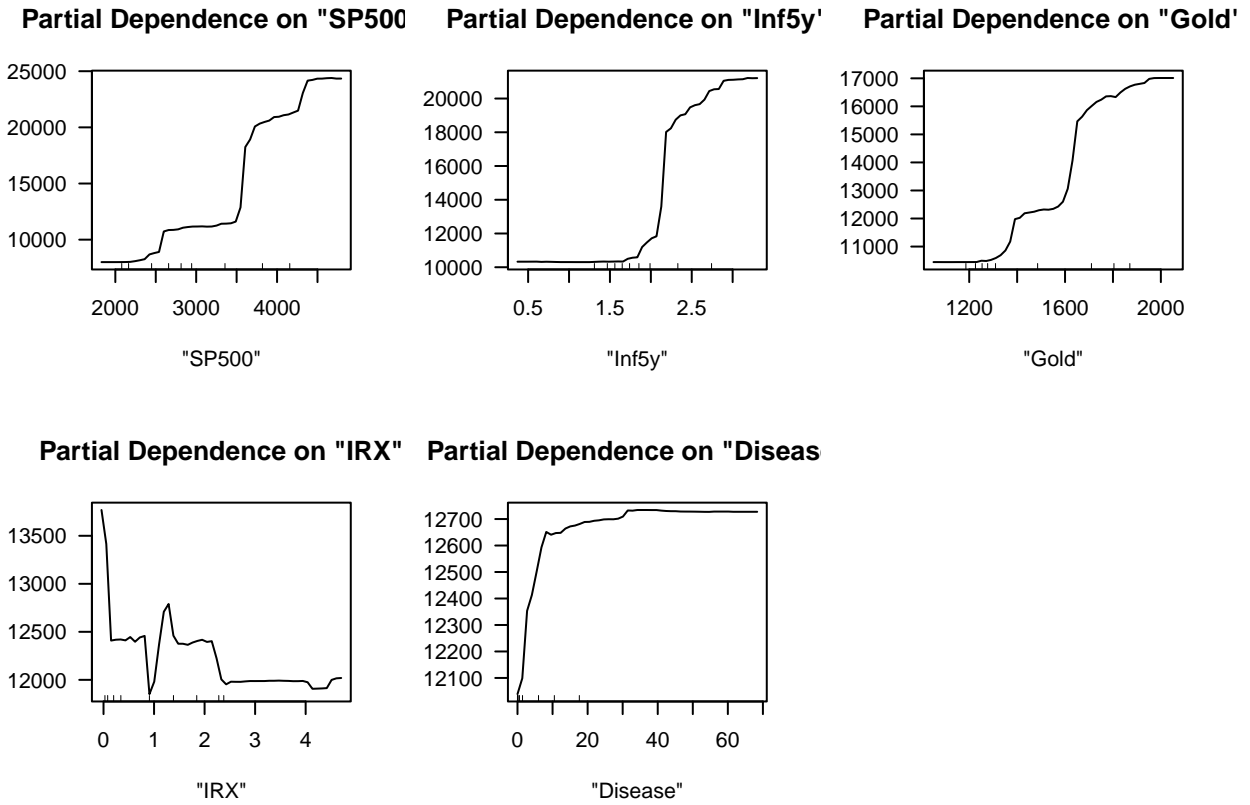 Partial Dependence on "SP500
25000
20000
15000
10000
2000 3000 4000
"SP500"
Partial Dependence on "Inf5y"
20000
18000
16000
14000
12000
10000
0.5 1.5 2.5
"Inf5y"
Partial Dependence on "Gold"
17000
16000
15000
14000
13000
12000
11000
1200 1600 2000
"Gold"
Partial Dependence on "IRX"
13500
13000
12500
12000
0 1 2 3 4
"IRX"
Partial Dependence on "Diseas
12700
12600
12500
12400
12300
12200
12100
0 20 40 60
"Disease"